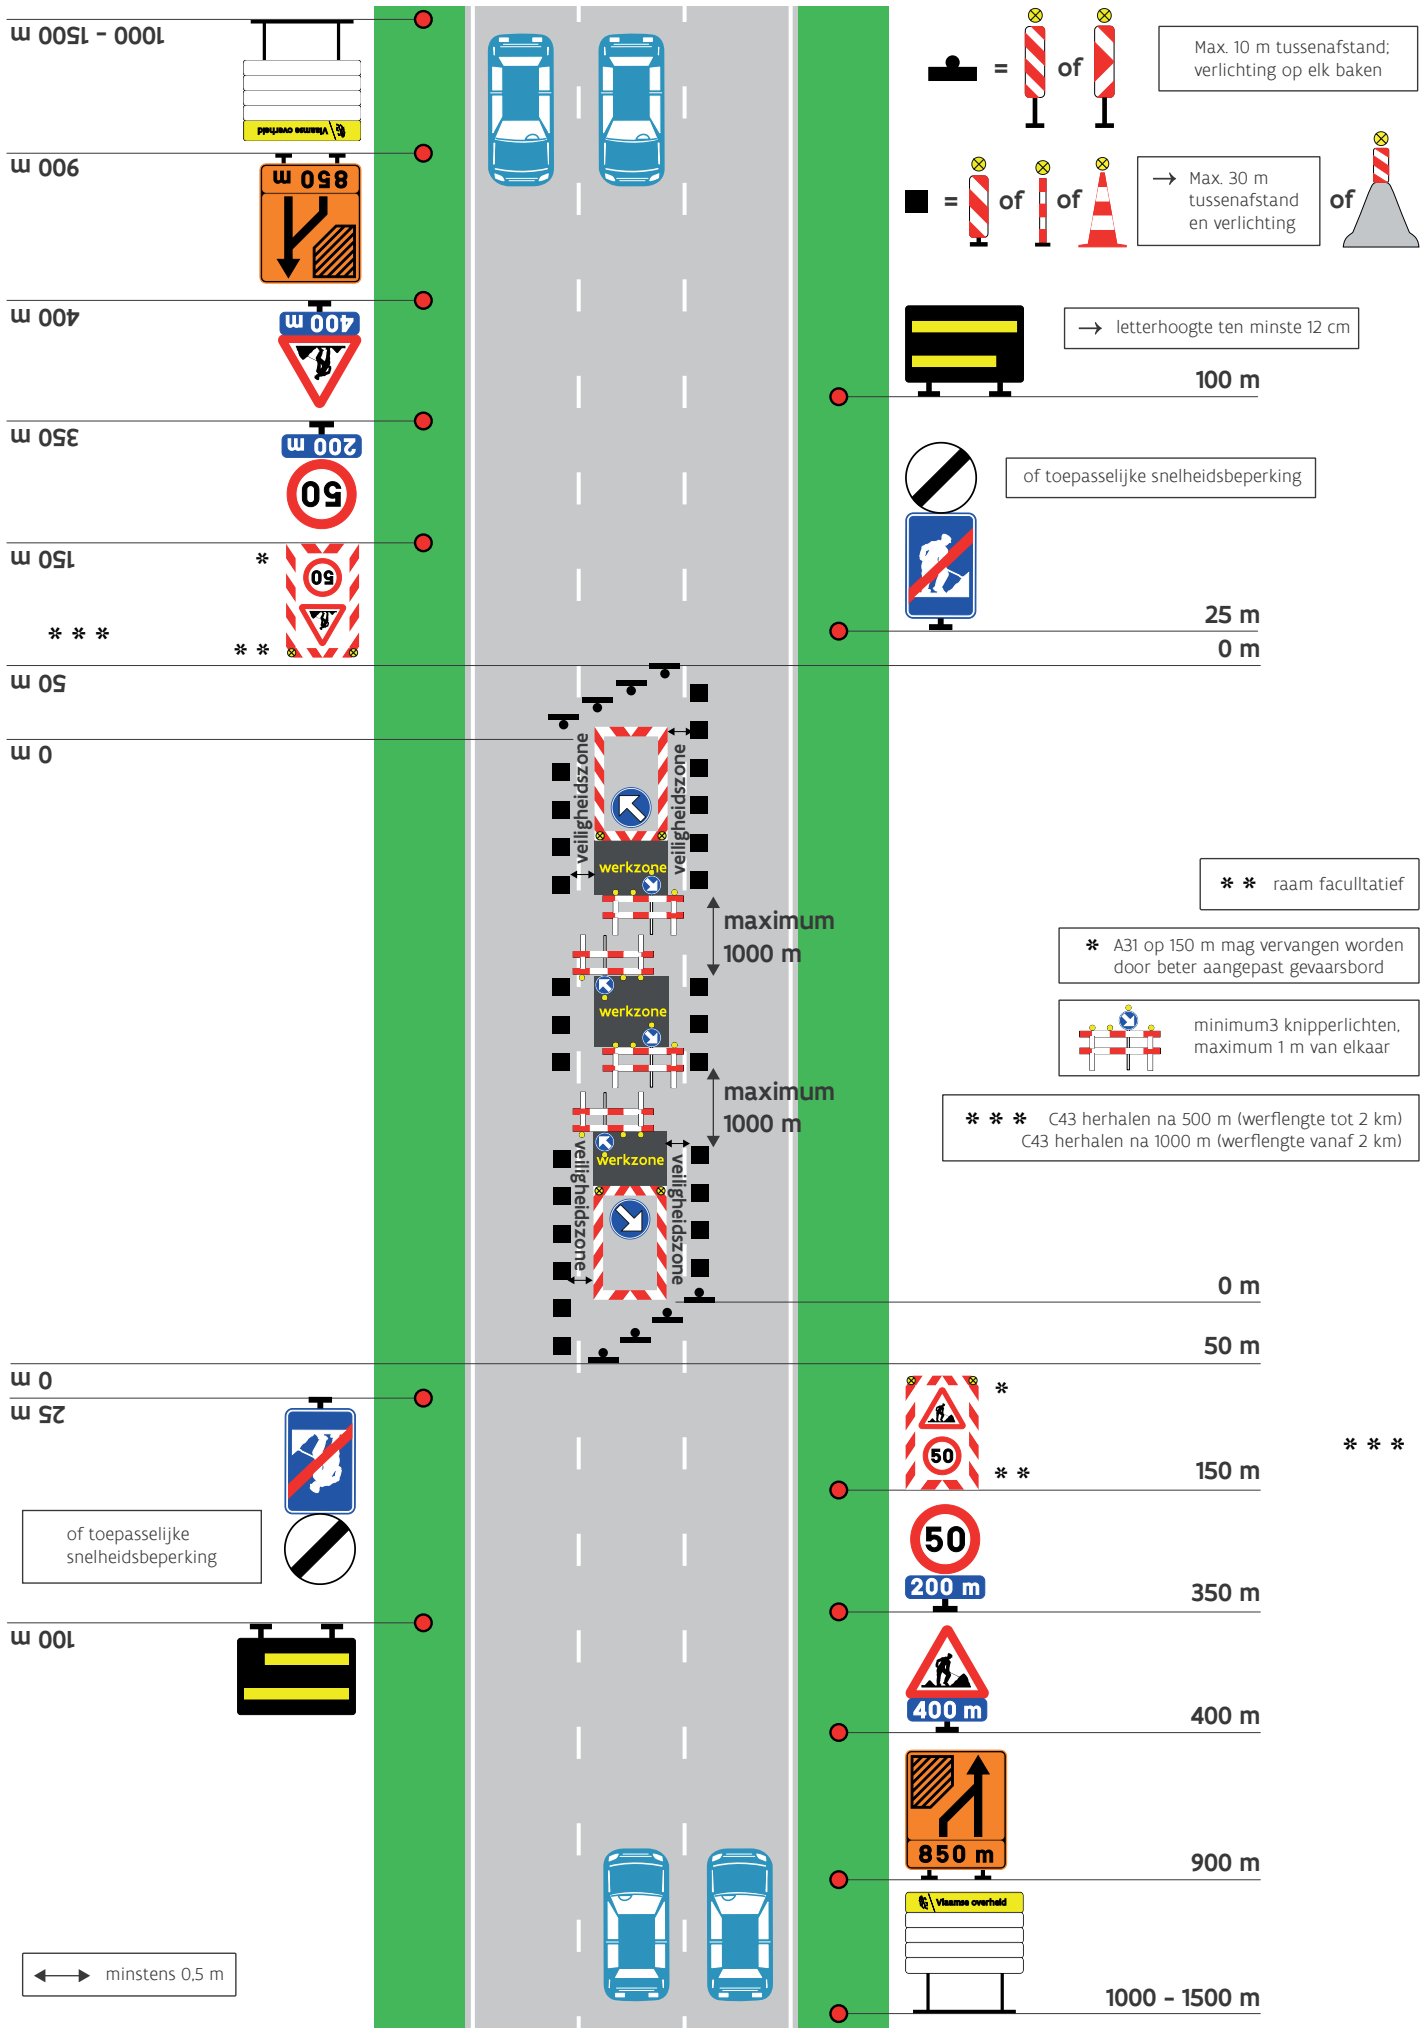 1000 - 1500 m
Vlaamse overheid
900 m
850 m
400 m
400 m
350 m
200 m
50
150 m
*
50
* * *
* *
50 m
0 m
=
of
Max. 10 m tussenafstand;
verlichting op elk baken
=
of
of
→ Max. 30 m
tussenafstand
en verlichting
of
→ letterhoogte ten minste 12 cm
100 m
of toepasselijke snelheidsbeperking
25 m
0 m
veiligheidszone
veiligheidszone
werkzone
maximum
1000 m
werkzone
maximum
1000 m
werkzone
veiligheidszone
veiligheidszone
* * raam faculltatief
* A31 op 150 m mag vervangen worden
door beter aangepast gevaarsbord
minimum3 knipperlichten,
maximum 1 m van elkaar
* * * C43 herhalen na 500 m (werflengte tot 2 km)
C43 herhalen na 1000 m (werflengte vanaf 2 km)
0 m
25 m
of toepasselijke
snelheidsbeperking
100 m
minstens 0,5 m
0 m
50 m
*
* * *
50
* *
150 m
50
200 m
350 m
400 m
400 m
850 m
900 m
Vlaamse overheid
1000 - 1500 m